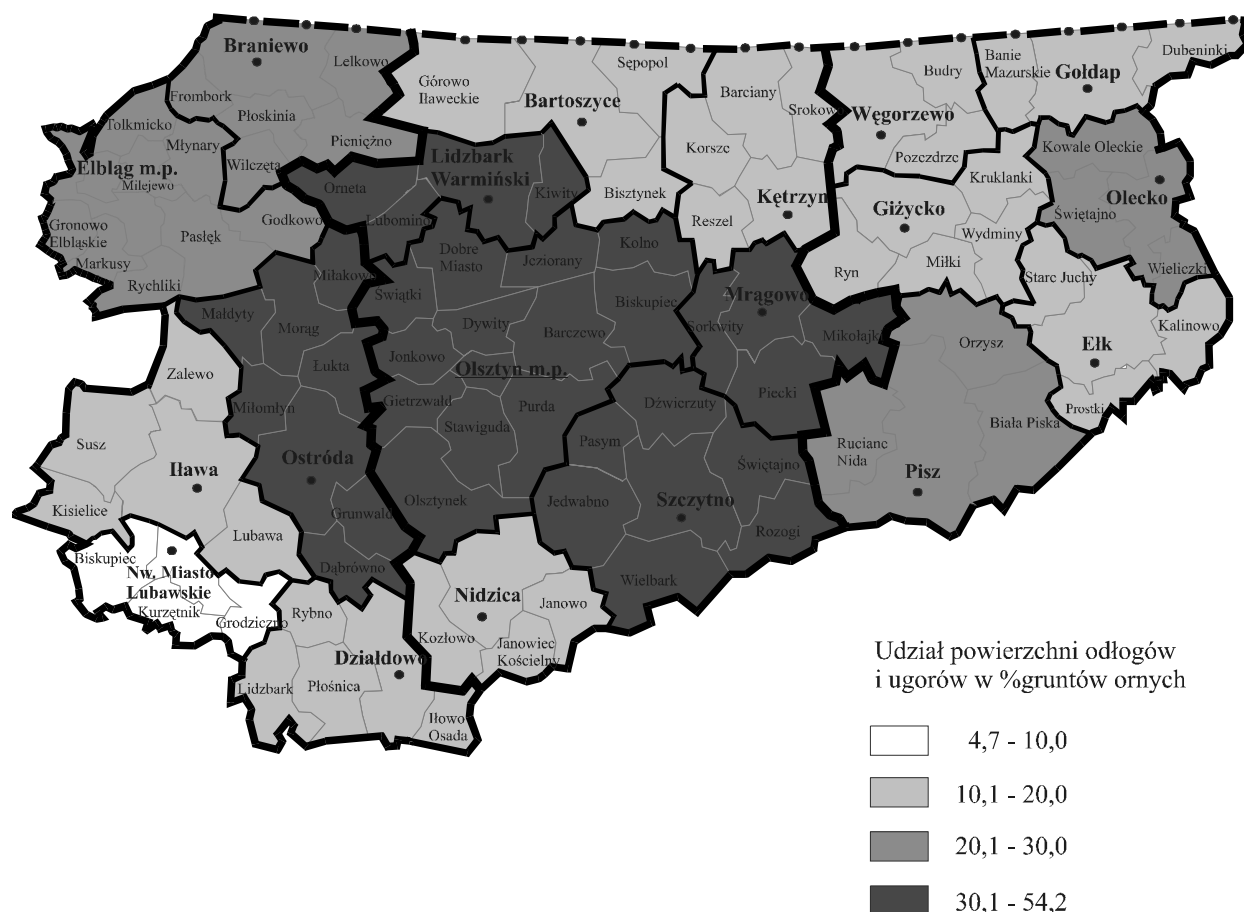 Braniewo
Lelkowo
Frombork
Płoskinia
Pieniężno
Wilczęta
Tolkmicko
Młynary
Elbląg m.p.
Milejewo
Gronowo
Elbląskie
Markusy
Pasłęk
Godkowo
Rychliki
Górowo
Iławeckie
Sępopol
Bartoszyce
Bisztynek
Lidzbark
Warmiński
Orneta
Lubomino
Kiwity
Barciany
Srokow
Korsze
Kętrzyn
Reszel
Węgorzewo
Budry
Pozezdrze
Banie
Mazurskie
Gołdap
Dubeninki
Kruklanki
Giżycko
Wydminy
Ryn
Miłki
Kowale Oleckie
Olecko
Świętajno
Wieliczki
Stare Juchy
Kalinowo
Ełk
Prostki
Miłakowo
Małdyty
Morąg
Łukta
Miłomłyn
Ostróda
Grunwald
Dąbrówno
Dobre
Miasto
Jeziorany
Kolno
Świątki
Dywity
Barczewo
Biskupiec
Jonkowo
Olsztyn m.p.
Gietrzwałd
Stawiguda
Purda
Olsztynek
Mrągowo
Sorkwity
Mikołajk
Piecki
Orzysz
Biała Piska
Ruciane
Nida
Pisz
Dźwierzuty
Pasym
Świętajno
Jedwabno
Szczytno
Rozogi
Wielbark
Zalewo
Susz
Iława
Kisielice
Lubawa
Biskupiec
Nw. Miasto
Lubawskie
Kurzętnik
Grodziczno
Rybno
Działdowo
Lidzbark
Płośnica
Iłowo
Osada
Nidzica
Janowo
Kozłowo
Janowiec
Kościelny
Udział powierzchni odłogów
i ugorów w %gruntów ornych
4,7 - 10,0
10,1 - 20,0
20,1 - 30,0
30,1 - 54,2